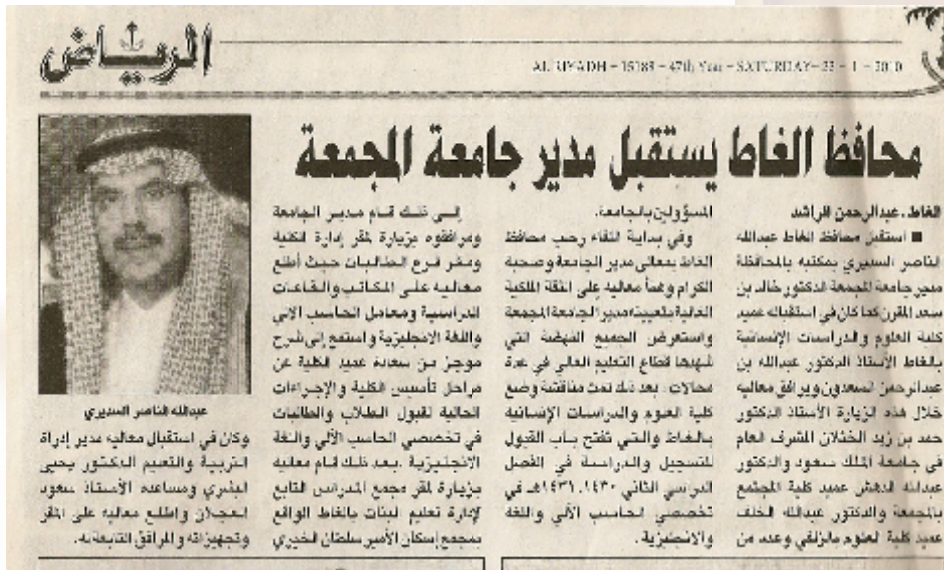 الرياض
AL RIYADH - 15188 - 47th Year - SATURDAY - 23 - 1 - 2010
محافظ الغاط يستقبل مدير جامعة المجمعة
الغاط ـ عبدالرحمن الراشد
■ استقبل محافظ الغاط عبدالله
الناصر السديري بمكتبه بالمحافظة
مدير جامعة المجمعة الدكتور خالد بن
سعد المقرن كما كان في استقباله عميد
كلية العلوم والدراسات الإنسانية
بالغاط الأستاذ الدكتور عبدالله بن
عبدالرحمن السعدون ويرافق معاليه
خلال هذه الزيارة الأستاذ الدكتور
حمد بن زيد الخثلان المشرف العام
في جامعة الملك سعود والدكتور
عبدالله الدهش عميد كلية المجتمع
بالمجمعة والدكتور عبدالله الخلف
عميد كلية العلوم بالزلفي وعدد من
المسؤولين بالجامعة.
وفي بداية اللقاء رحب محافظ
الغاط بمعالي مدير الجامعة وصحبه
الكرام وهنأ معاليه على الثقة الملكية
الغالية بتعيينه مدير الجامعة المجمعة
واستعرض الجميع النهضة التي
شهدها قطاع التعليم العالي في عدة
مجالات. بعد ذلك تمت مناقشة وضع
كلية العلوم والدراسات الإنسانية
بالغاط والتي تفتح باب القبول
للتسجيل والدراسة في الفصل
الدراسي الثاني ١٤٣٠ـ١٤٣١هـ في
تخصصي الحاسب الآلي واللغة
والانجليزية.
إلى ذلك قام مدير الجامعة
ومرافقوه بزيارة لمقر إدارة الكلية
ومقر فرع الطالبات حيث أطلع
معاليه على المكاتب والقاعات
الدراسية ومعامل الحاسب الآلي
واللغة الانجليزية واستمع إلى شرح
موجز من سعادة عميد الكلية عن
مراحل تأسيس الكلية والإجراءات
الحالية لقبول الطلاب والطالبات
في تخصصي الحاسب الآلي واللغة
الانجليزية. بعد ذلك قام معاليه
بزيارة لمقر مجمع المدارس التابع
لإدارة تعليم البنات بالغاط الواقع
بمجمع إسكان الأمير سلطان الخيري
عبدالله الناصر السديري
وكان في استقبال معاليه مدير إدراة
التربية والتعيم الدكتور يحيى
البشري ومساعده الأستاذ سعود
العجلان واطلع معاليه على المقر
وتجهيزاته والمرافق التابعة له.